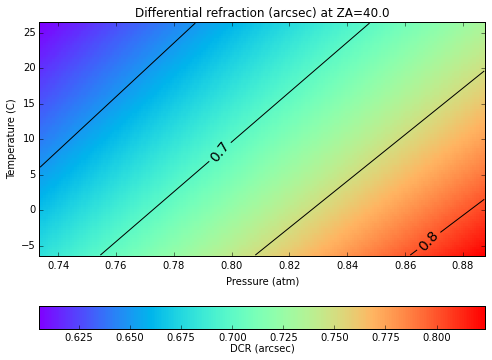 Differential refraction (arcsec) at ZA=40.0
25
20
15
10
5
0
−5
Temperature (C)
0.7
0.8
0.74 0.76 0.78 0.80 0.82 0.84 0.86 0.88
Pressure (atm)
0.625 0.650 0.675 0.700 0.725 0.750 0.775 0.800
DCR (arcsec)